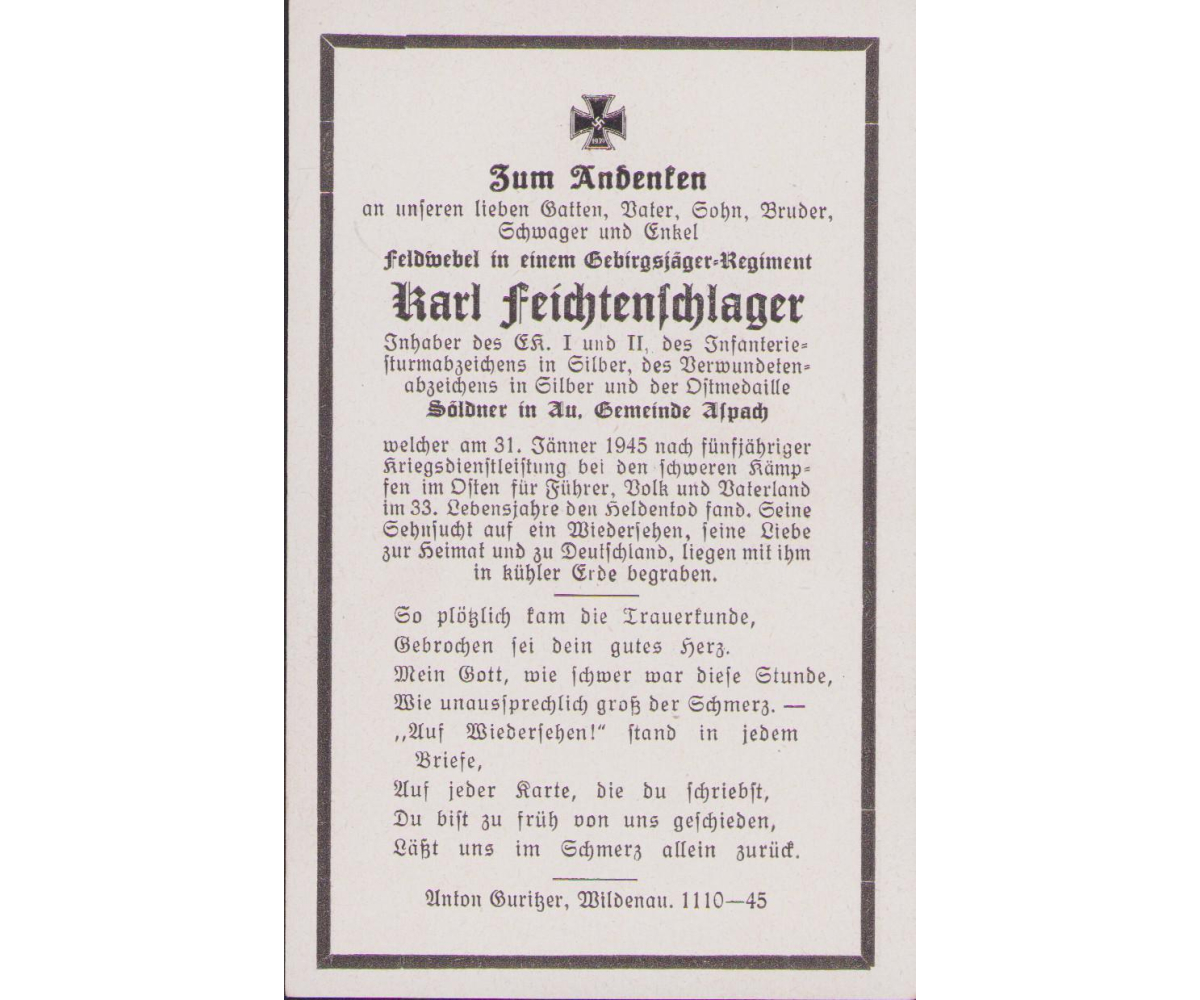 1939
Zum Andenken
an unseren lieben Gatten, Vater, Sohn, Bruder,
Schwager und Enkel
Feldwebel in einem Gebirgsjäger-Regiment
Karl Feichtenschlager
Inhaber des EK. I und II, des Infanterie-
sturmabzeichens in Silber, des Verwundeten-
abzeichens in Silber und der Ostmedaille
Söldner in Au, Gemeinde Aspach
welcher am 31. Jänner 1945 nach fünfjähriger
Kriegsdienstleistung bei den schweren Kämp-
fen im Osten für Führer, Volk und Vaterland
im 33. Lebensjahre den Heldentod fand. Seine
Sehnsucht auf ein Wiedersehen, seine Liebe
zur Heimat und zu Deutschland, liegen mit ihm
in kühler Erde begraben.
So plötzlich kam die Trauerkunde,
Gebrochen sei dein gutes Herz.
Mein Gott, wie schwer war diese Stunde,
Wie unaussprechlich groß der Schmerz. —
„Auf Wiedersehen!“ stand in jedem
Briefe,
Auf jeder Karte, die du schriebst,
Du bist zu früh von uns geschieden,
Läßt uns im Schmerz allein zurück.
Anton Guritzer, Wildenau. 1110—45